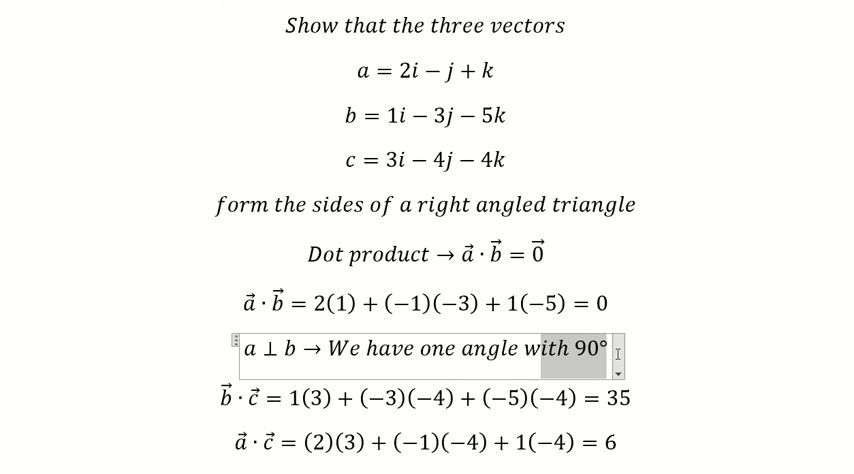 Show that the three vectors
a = 2i − j + k
b = 1i − 3j − 5k
c = 3i − 4j − 4k
form the sides of a right angled triangle
Dot product → a⃗ · b⃗ = 0⃗
a⃗ · b⃗ = 2(1) + (−1)(−3) + 1(−5) = 0
a ⊥ b → We have one angle with 90°
b⃗ · c⃗ = 1(3) + (−3)(−4) + (−5)(−4) = 35
a⃗ · c⃗ = (2)(3) + (−1)(−4) + 1(−4) = 6